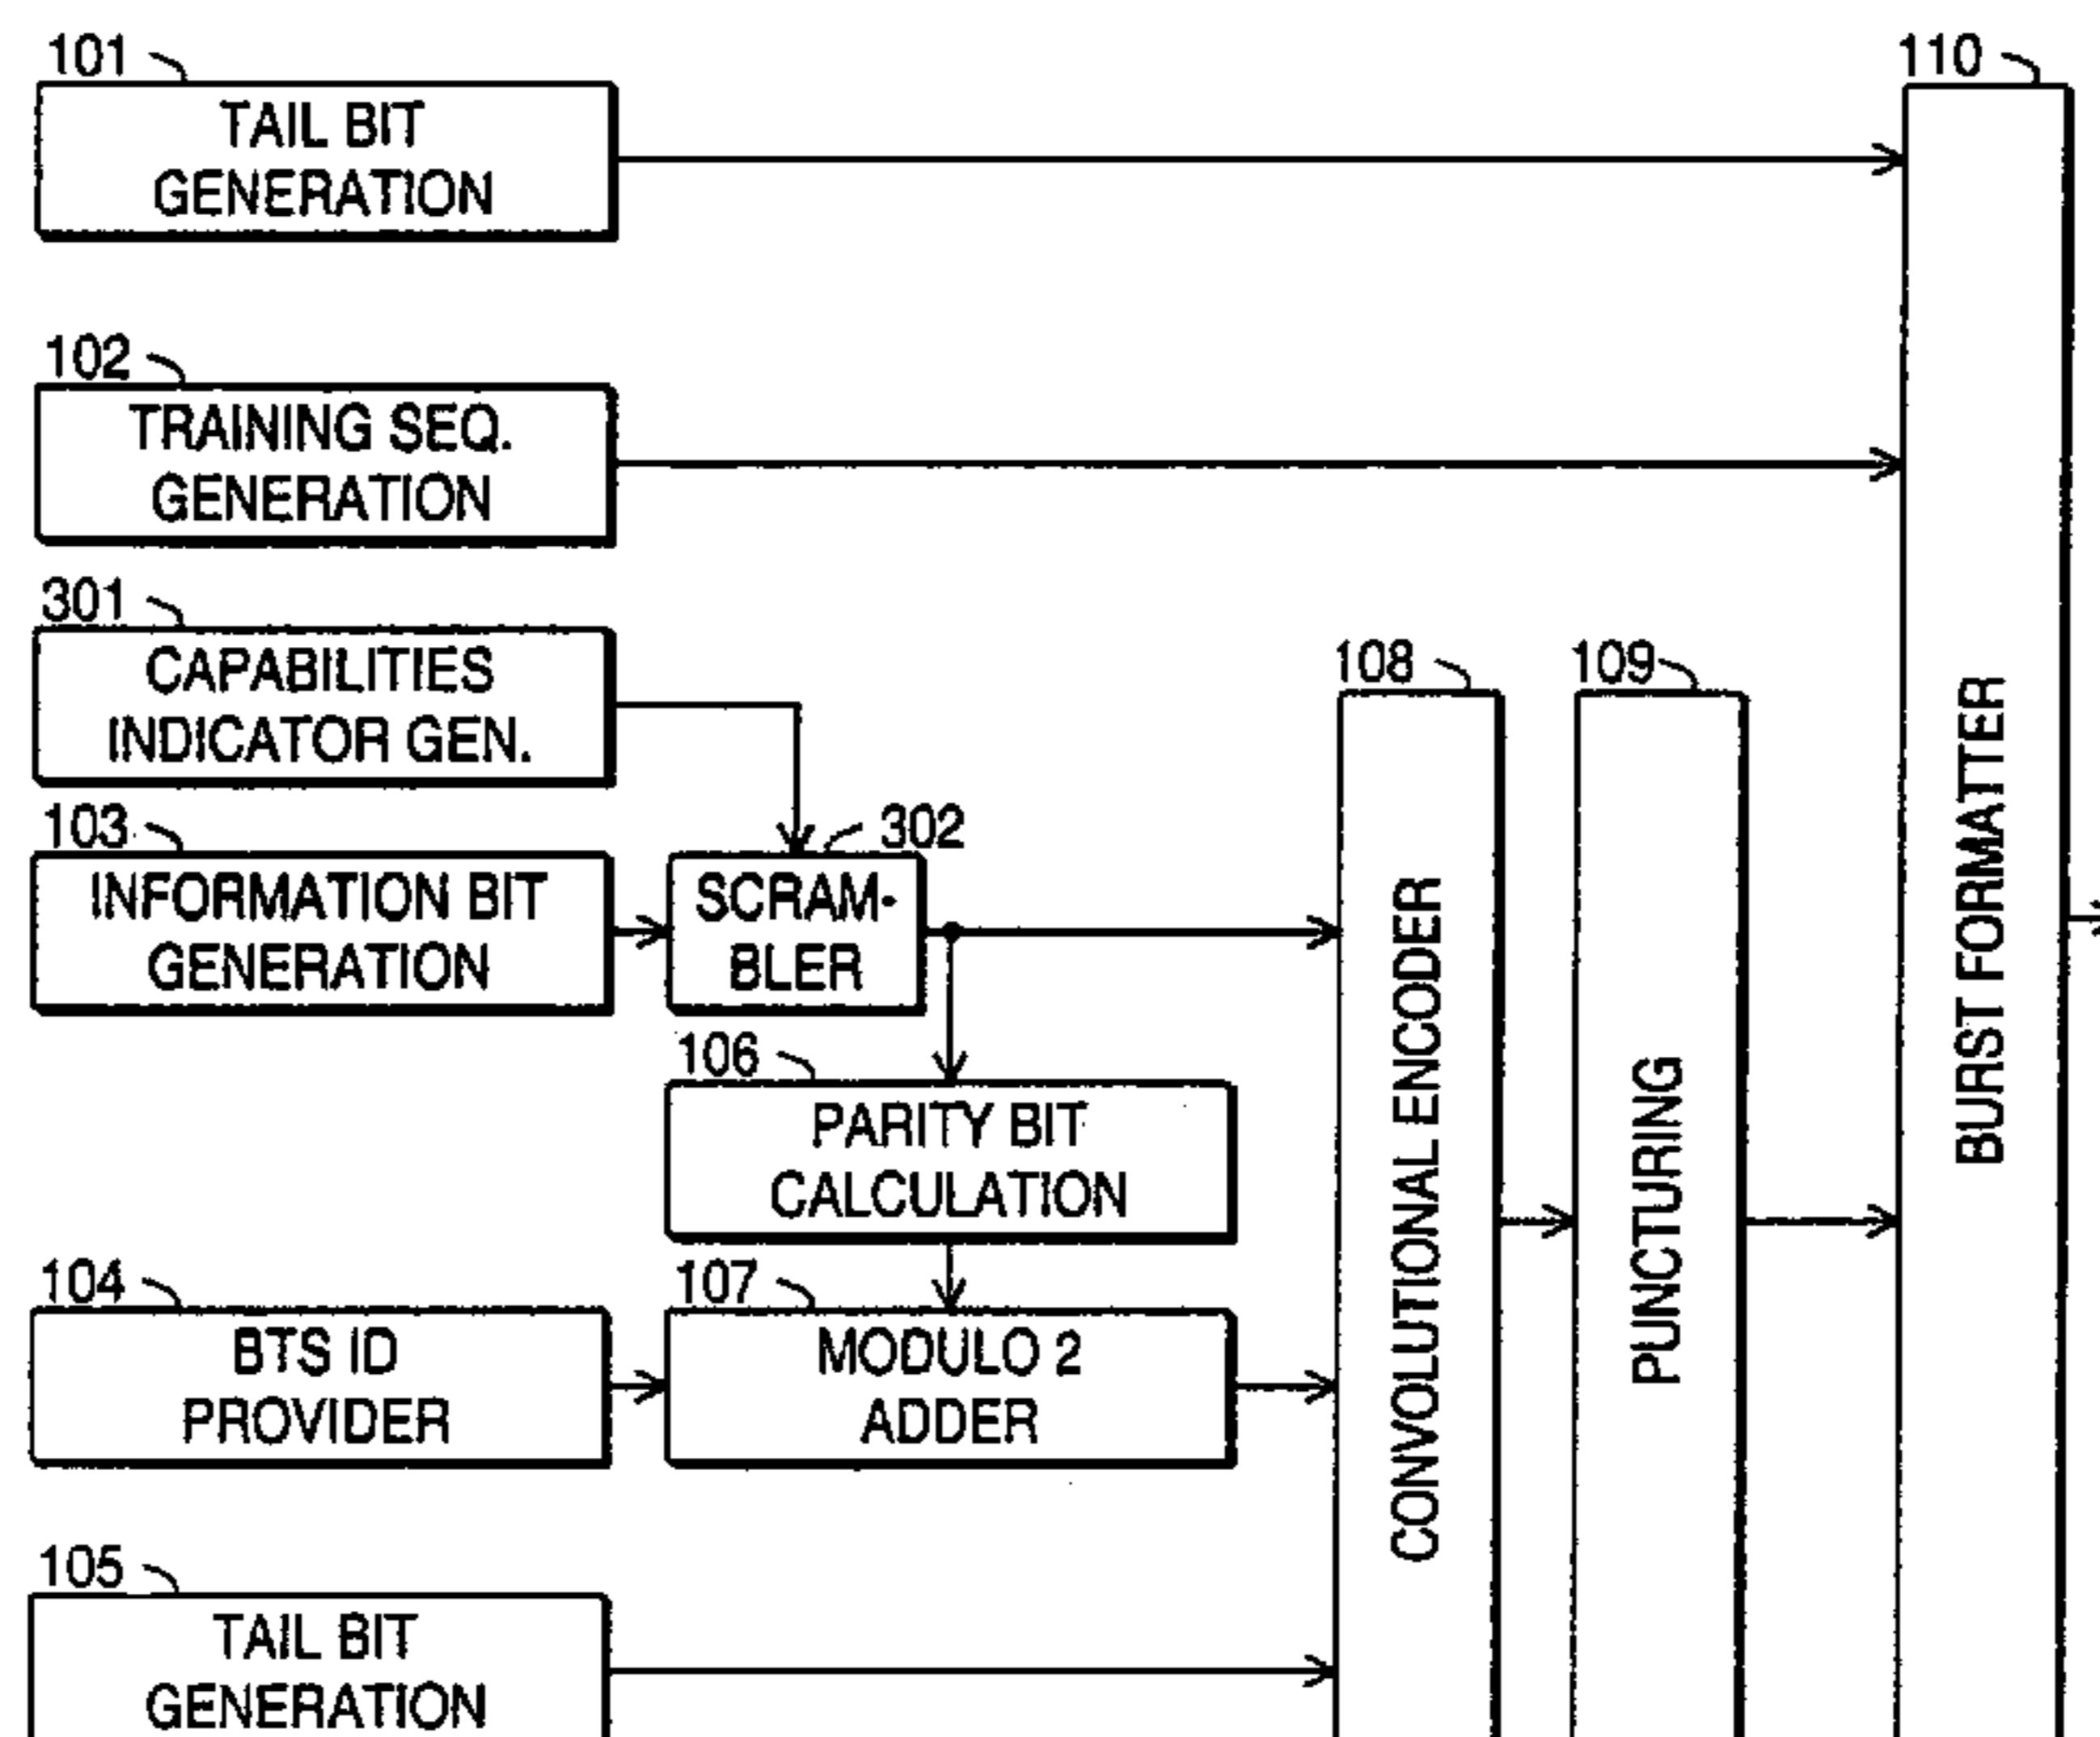 101
TAIL BIT
GENERATION
102
TRAINING SEQ.
GENERATION
301
CAPABILITIES
INDICATOR GEN.
103
INFORMATION BIT
GENERATION
302
SCRAM-
BLER
106
PARITY BIT
CALCULATION
104
BTS ID
PROVIDER
107
MODULO 2
ADDER
105
TAIL BIT
GENERATION
108
CONVOLUTIONAL ENCODER
109
PUNCTURING
110
BURST FORMATTER